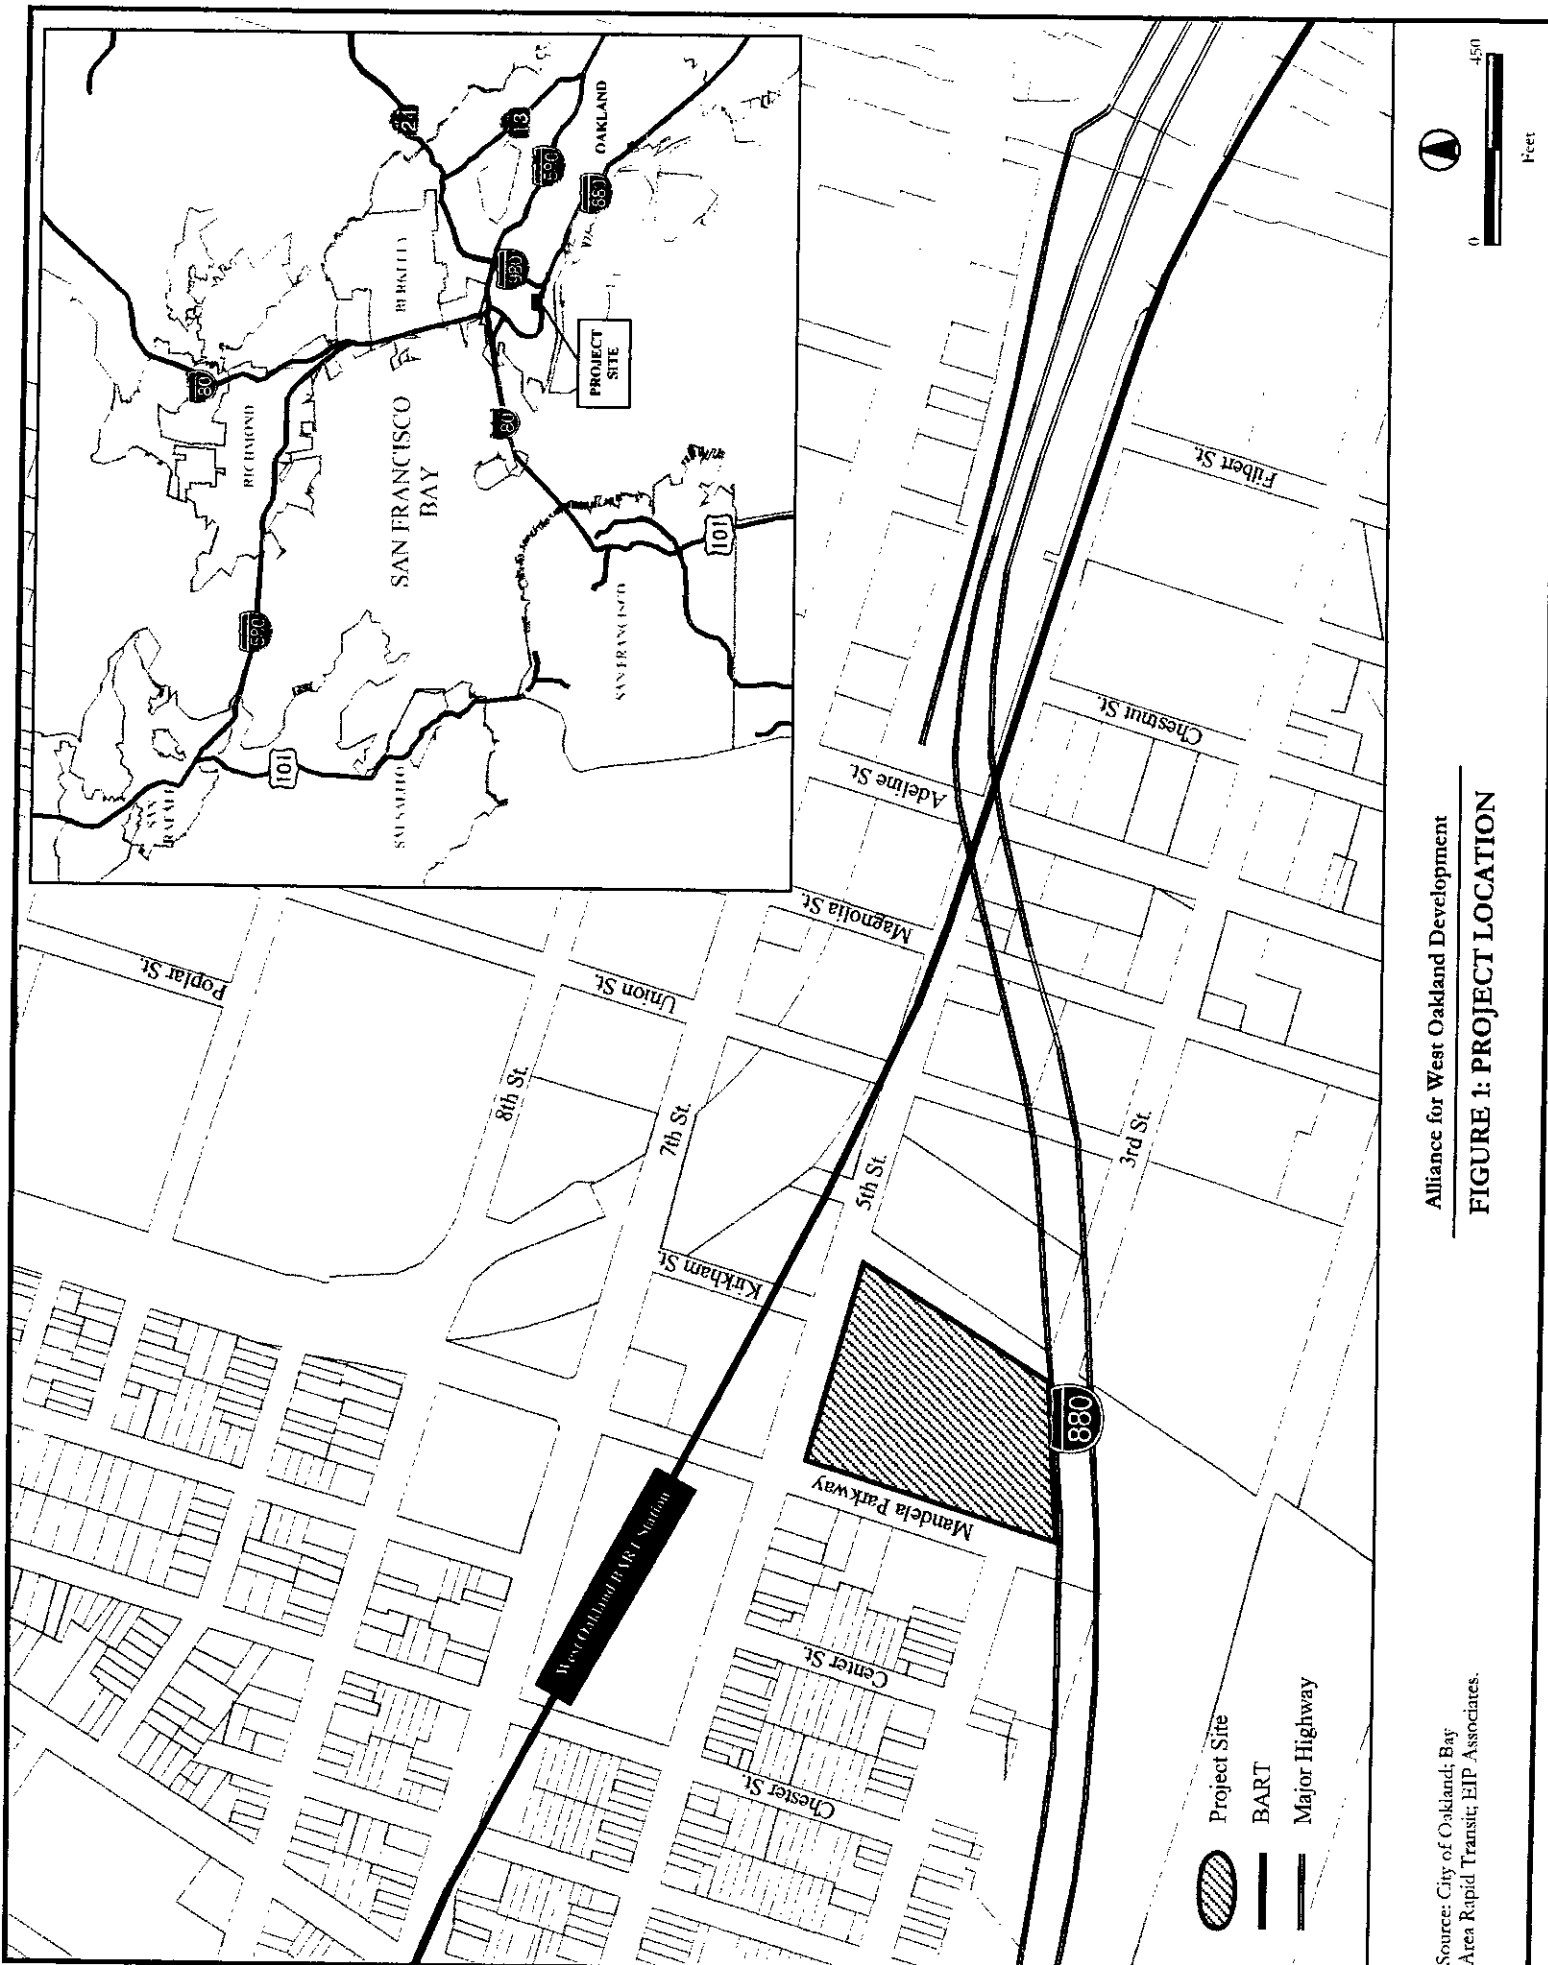 SAN
RAFAEL
101
SAUSALITO
580
RICHMOND
80
SAN FRANCISCO
BAY
BERKELEY
24
13
580
OAKLAND
880
980
80
PROJECT
SITE
SAN FRANCISCO
101
Poplar St.
8th St.
Union St.
7th St.
Magnolia St.
Adeline St.
Chestnut St.
Filbert St.
5th St.
3rd St.
Kirkham St.
West Oakland BART Station
Mandela Parkway
880
Center St.
Chester St.
Project Site
BART
Major Highway
0
450
Feet
Source: City of Oakland; Bay
Area Rapid Transit; EIP Associates.
Alliance for West Oakland Development
FIGURE 1: PROJECT LOCATION